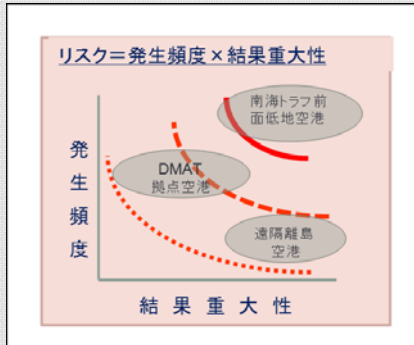 リスク＝発生頻度×結果重大性
南海トラフ前
面低地空港
発生頻度
DMAT
拠点空港
遠隔離島
空港
結果重大性